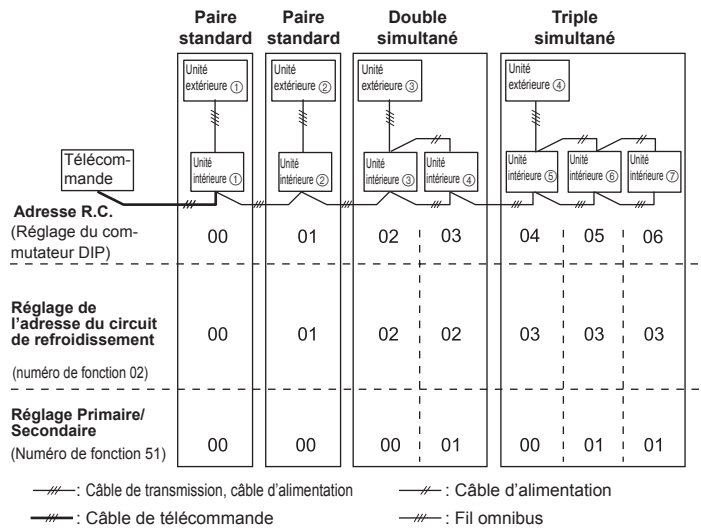 Paire standard
Paire standard
Double simultané
Triple simultané
Unité extérieure ①
Unité extérieure ②
Unité extérieure ③
Unité extérieure ④
Télécom-
mande
Unité intérieure ①
Unité intérieure ②
Unité intérieure ③
Unité intérieure ④
Unité intérieure ⑤
Unité intérieure ⑥
Unité intérieure ⑦
Adresse R.C.
(Réglage du com-
mutateur DIP)
00 01 02 03 04 05 06
Réglage de
l'adresse du circuit
de refroidissement
(numéro de fonction 02)
00 01 02 02 03 03 03
Réglage Primaire/
Secondaire
(Numéro de fonction 51)
00 00 00 01 00 01 01
: Câble de transmission, câble d'alimentation
: Câble d'alimentation
: Câble de télécommande
: Fil omnibus